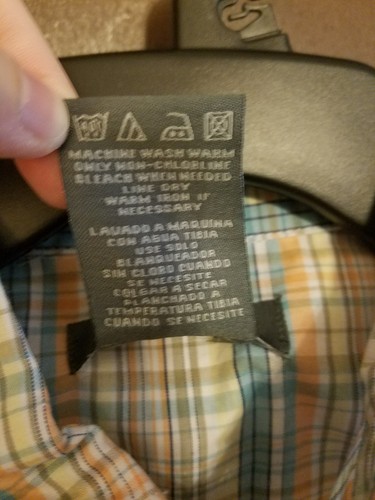 MACHINE WASH WARM
ONLY NON-CHLORINE
BLEACH WHEN NEEDED
LINE DRY
WARM IRON IF
NECESSARY
LAVADO A MAQUINA
CON AGUA TIBIA
USE SOLO
BLANQUEADOR
SIN CLORO CUANDO
SE NECESITE
COLGAR A SECAR
PLANCHADO A
TEMPERATURA TIBIA
CUANDO SE NECESITE